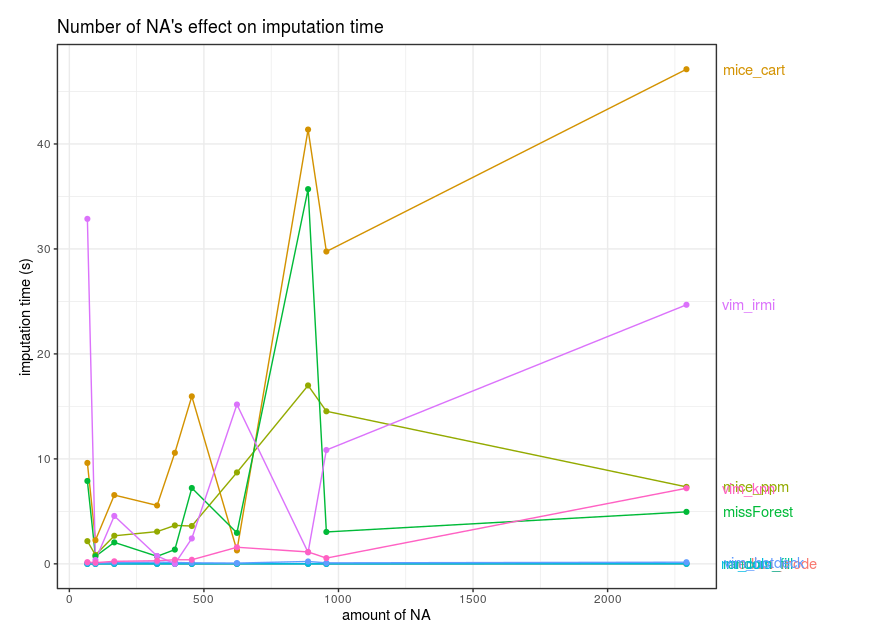 Number of NA's effect on imputation time
mice_cart
40
30
vim_irmi
imputation time (s)
20
10
missForest
0
0
500
1000
1500
2000
amount of NA